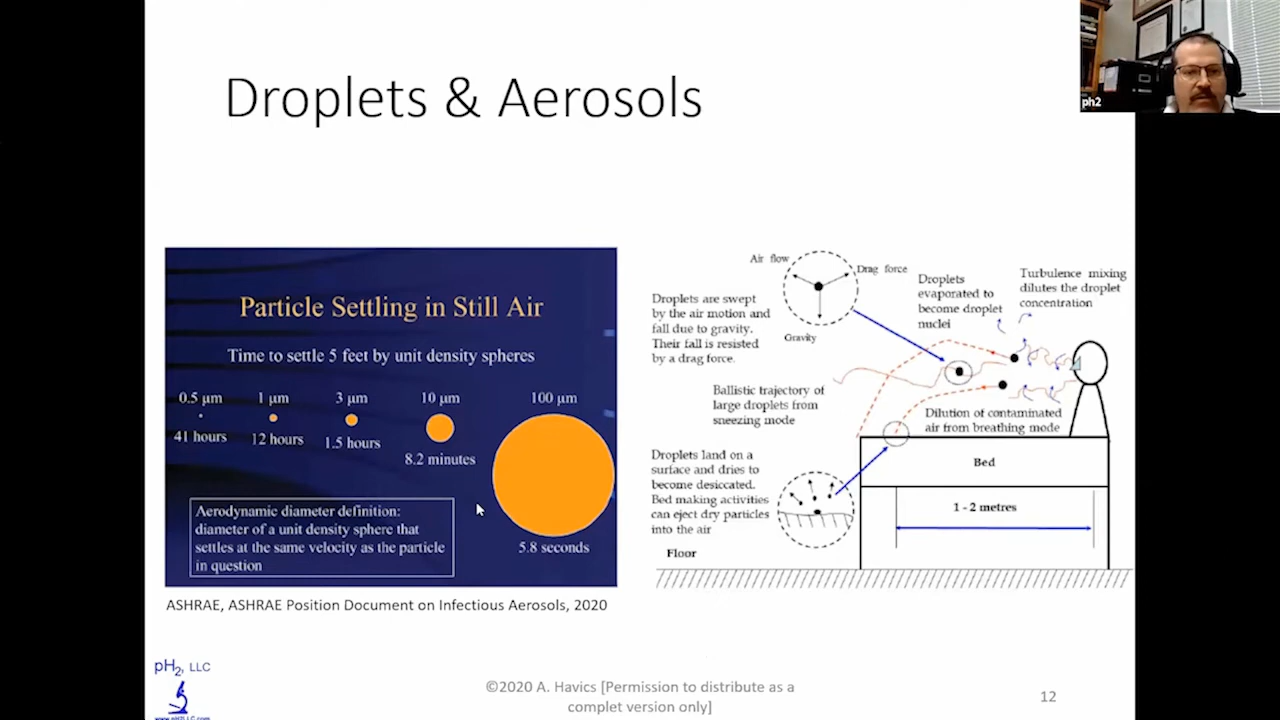 Droplets & Aerosols
ph2
Particle Settling in Still Air
Time to settle 5 feet by unit density spheres
0.5 μm
1 μm
3 μm
10 μm
100 μm
41 hours
12 hours
1.5 hours
8.2 minutes
5.8 seconds
Aerodynamic diameter definition:
diameter of a unit density sphere that
settles at the same velocity as the particle
in question
ASHRAE, ASHRAE Position Document on Infectious Aerosols, 2020
Air flow
Drag force
Gravity
Droplets are swept
by the air motion and
fall due to gravity.
Their fall is resisted
by a drag force.
Droplets
evaporated to
become droplet
nuclei
Turbulence mixing
dilutes the droplet
concentration
Ballistic trajectory of
large droplets from
sneezing mode
Dilution of contaminated
air from breathing mode
Droplets land on a
surface and dries to
become desiccated.
Bed making activities
can eject dry particles
into the air
Bed
1 - 2 metres
Floor
pH2, LLC
www.pH2LLC.com
©2020 A. Havics [Permission to distribute as a
complet version only]
12